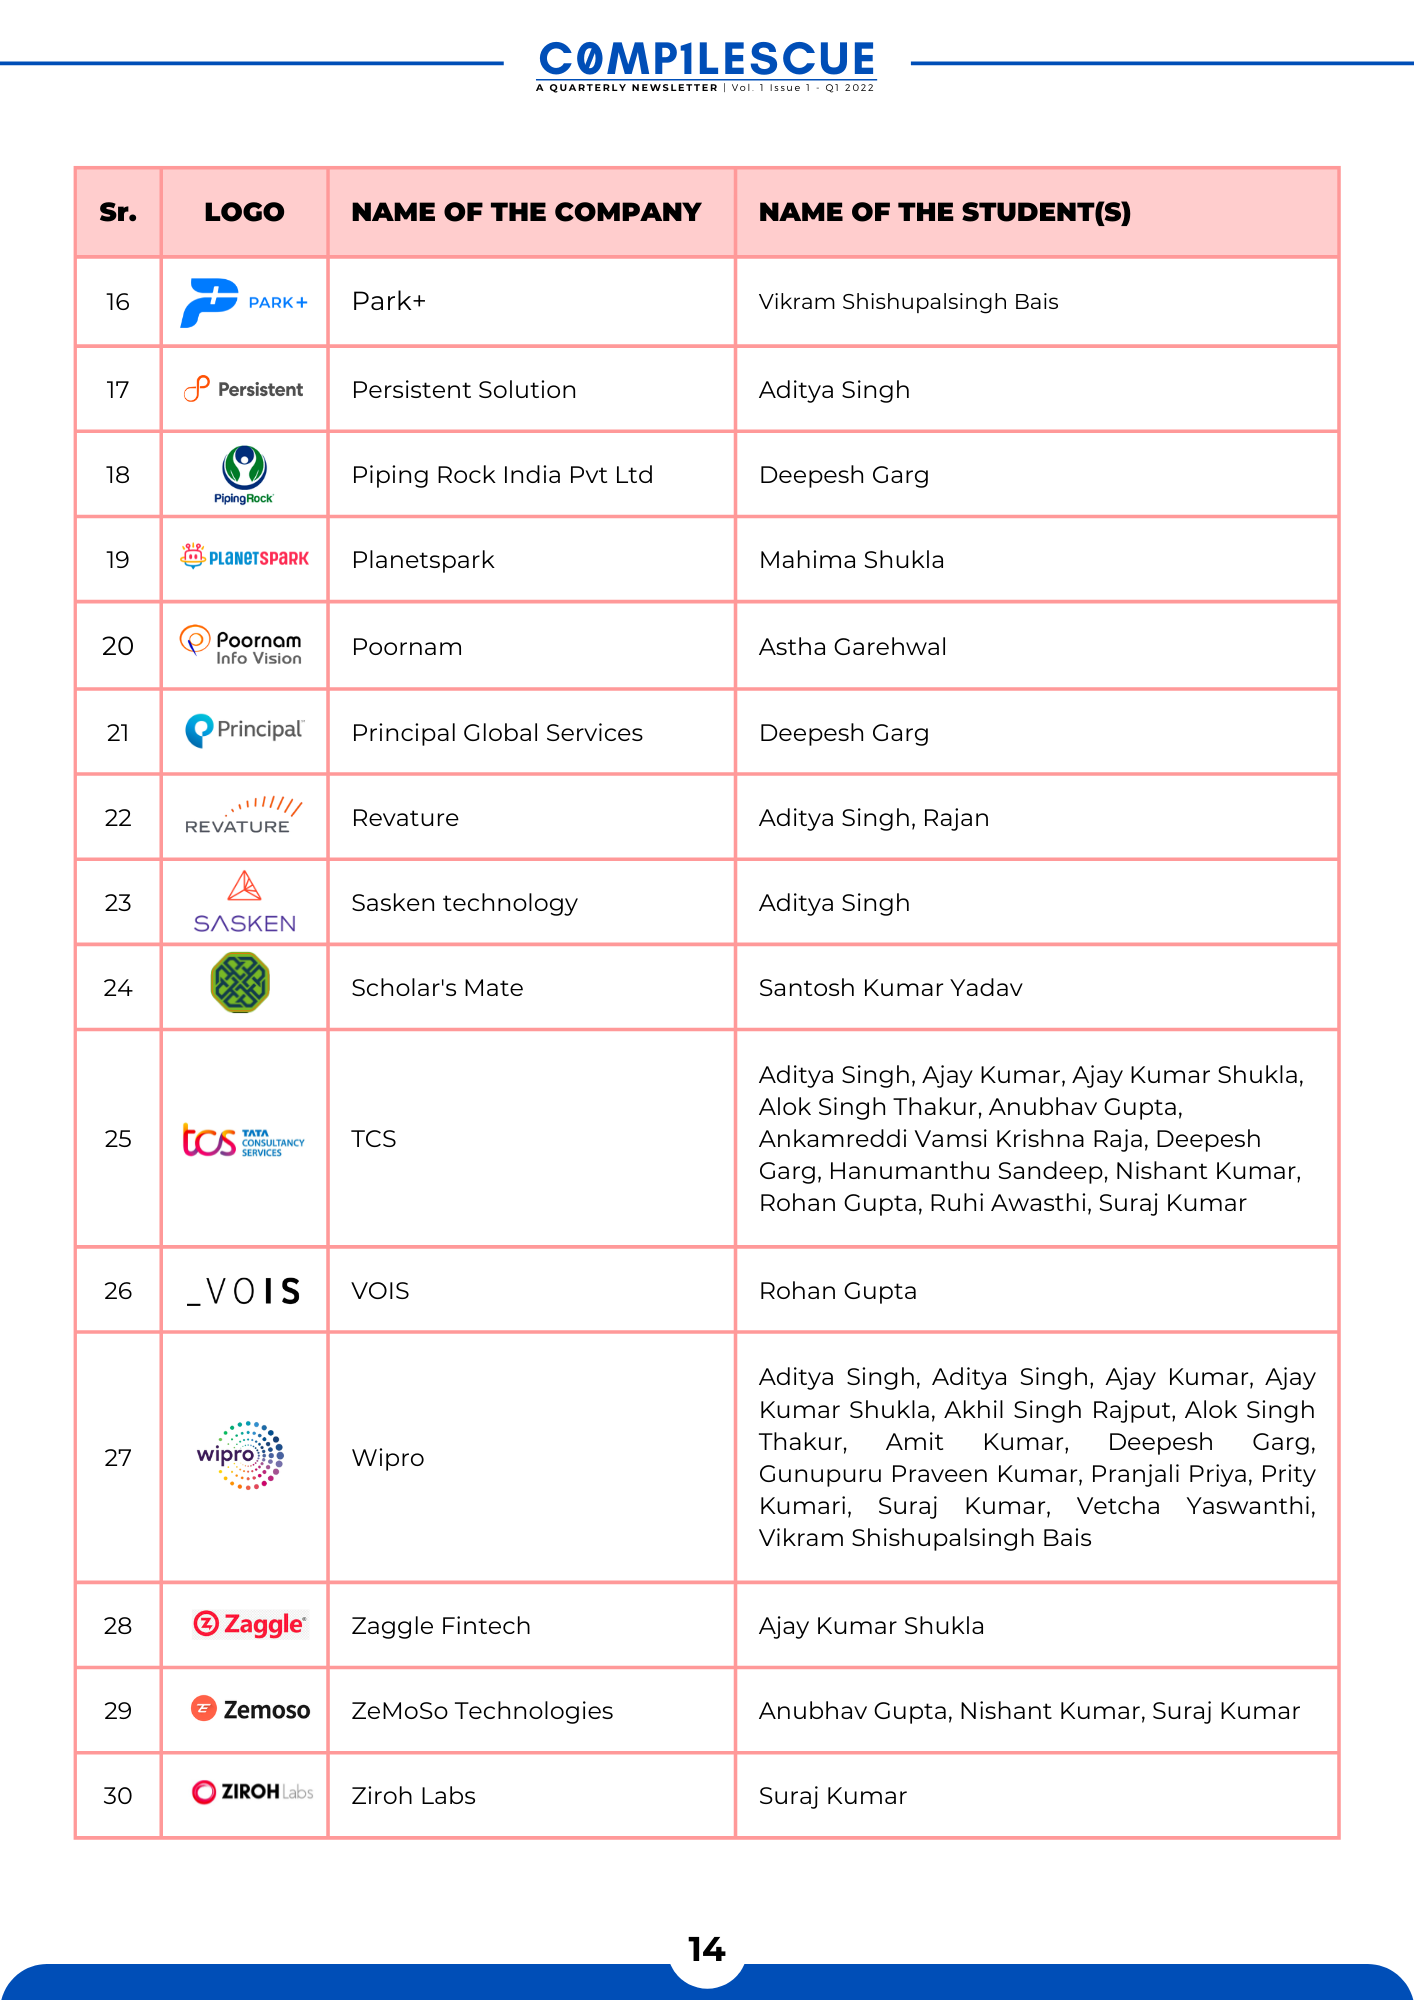 C0MP1LESCUE
A QUARTERLY NEWSLETTER | Vol. 1 Issue 1 - Q1 2022
Sr. LOGO NAME OF THE COMPANY NAME OF THE STUDENT(S)
16 PARK+ Park+ Vikram Shishupalsingh Bais
17 Persistent Persistent Solution Aditya Singh
18 PipingRock Piping Rock India Pvt Ltd Deepesh Garg
19 PLANETSPARK Planetspark Mahima Shukla
20 Poornam Info Vision Poornam Astha Garehwal
21 Principal Principal Global Services Deepesh Garg
22 REVATURE Revature Aditya Singh, Rajan
23 SASKEN Sasken technology Aditya Singh
24 Scholar's Mate Santosh Kumar Yadav
25 tcs TATA CONSULTANCY SERVICES TCS
Aditya Singh, Ajay Kumar, Ajay Kumar Shukla,
Alok Singh Thakur, Anubhav Gupta,
Ankamreddi Vamsi Krishna Raja, Deepesh
Garg, Hanumanthu Sandeep, Nishant Kumar,
Rohan Gupta, Ruhi Awasthi, Suraj Kumar
26 _VOIS VOIS Rohan Gupta
27 wipro Wipro
Aditya Singh, Aditya Singh, Ajay Kumar, Ajay
Kumar Shukla, Akhil Singh Rajput, Alok Singh
Thakur, Amit Kumar, Deepesh Garg,
Gunupuru Praveen Kumar, Pranjali Priya, Prity
Kumari, Suraj Kumar, Vetcha Yaswanthi,
Vikram Shishupalsingh Bais
28 Zaggle Zaggle Fintech Ajay Kumar Shukla
29 Zemoso ZeMoSo Technologies Anubhav Gupta, Nishant Kumar, Suraj Kumar
30 ZIROH Labs Ziroh Labs Suraj Kumar
14